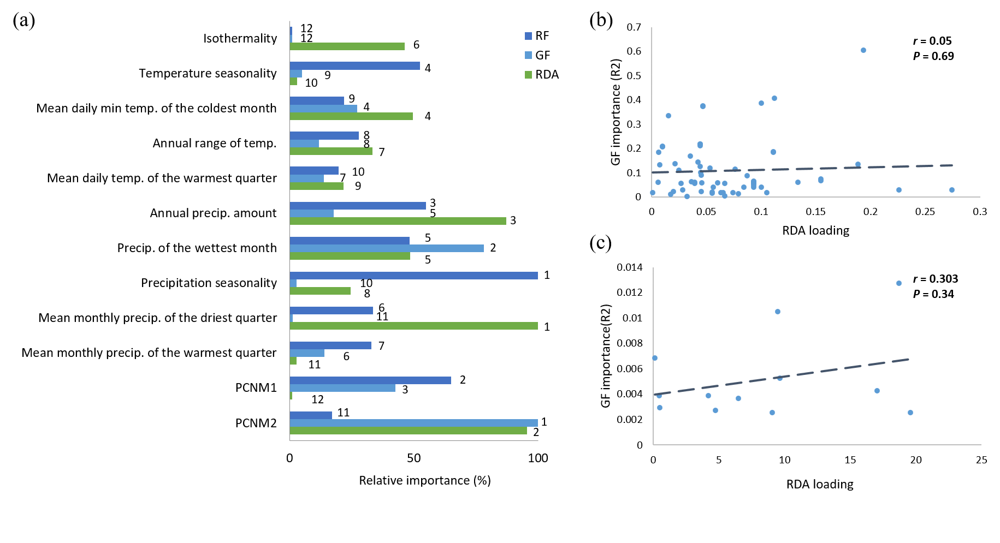 (a)
RF
GF
RDA
Isothermality
12
12
6
Temperature seasonality
4
9
10
Mean daily min temp. of the coldest month
9
4
4
Annual range of temp.
8
8
7
Mean daily temp. of the warmest quarter
10
7
9
Annual precip. amount
3
5
3
Precip. of the wettest month
5
2
5
Precipitation seasonality
1
10
8
Mean monthly precip. of the driest quarter
6
11
1
Mean monthly precip. of the warmest quarter
7
6
11
PCNM1
2
3
12
PCNM2
11
1
2
0 50 100
Relative importance (%)
(b)
r = 0.05
P = 0.69
GF importance (R2)
0.7
0.6
0.5
0.4
0.3
0.2
0.1
0
0 0.05 0.1 0.15 0.2 0.25 0.3
RDA loading
(c)
r = 0.303
P = 0.34
GF importance(R2)
0.014
0.012
0.01
0.008
0.006
0.004
0.002
0
0 5 10 15 20 25
RDA loading